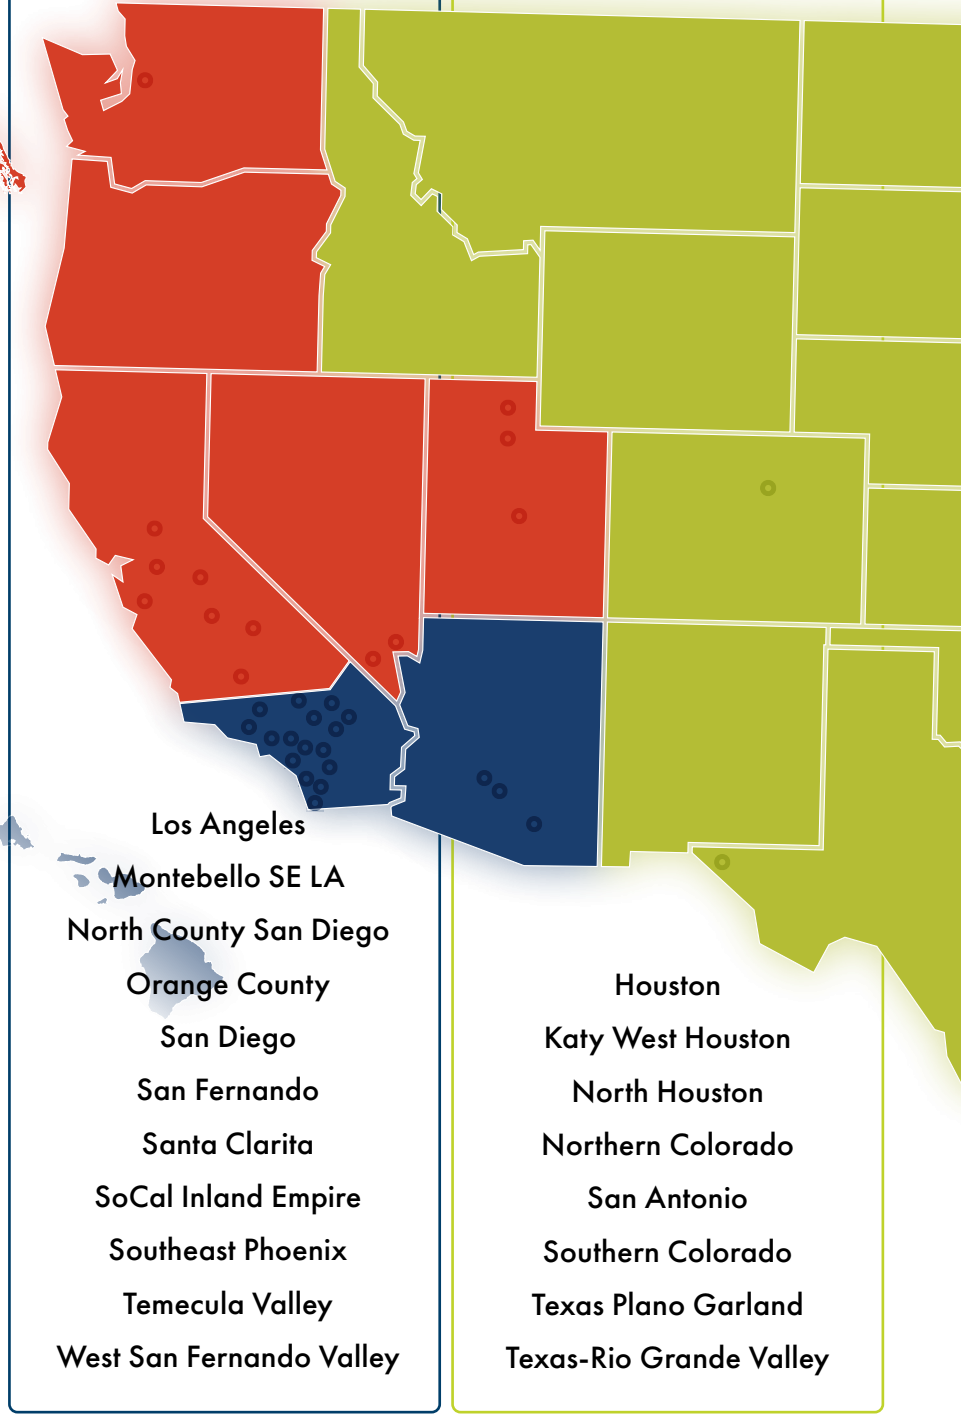 Los Angeles
Montebello SE LA
North County San Diego
Orange County
San Diego
San Fernando
Santa Clarita
SoCal Inland Empire
Southeast Phoenix
Temecula Valley
West San Fernando Valley
Houston
Katy West Houston
North Houston
Northern Colorado
San Antonio
Southern Colorado
Texas Plano Garland
Texas-Rio Grande Valley